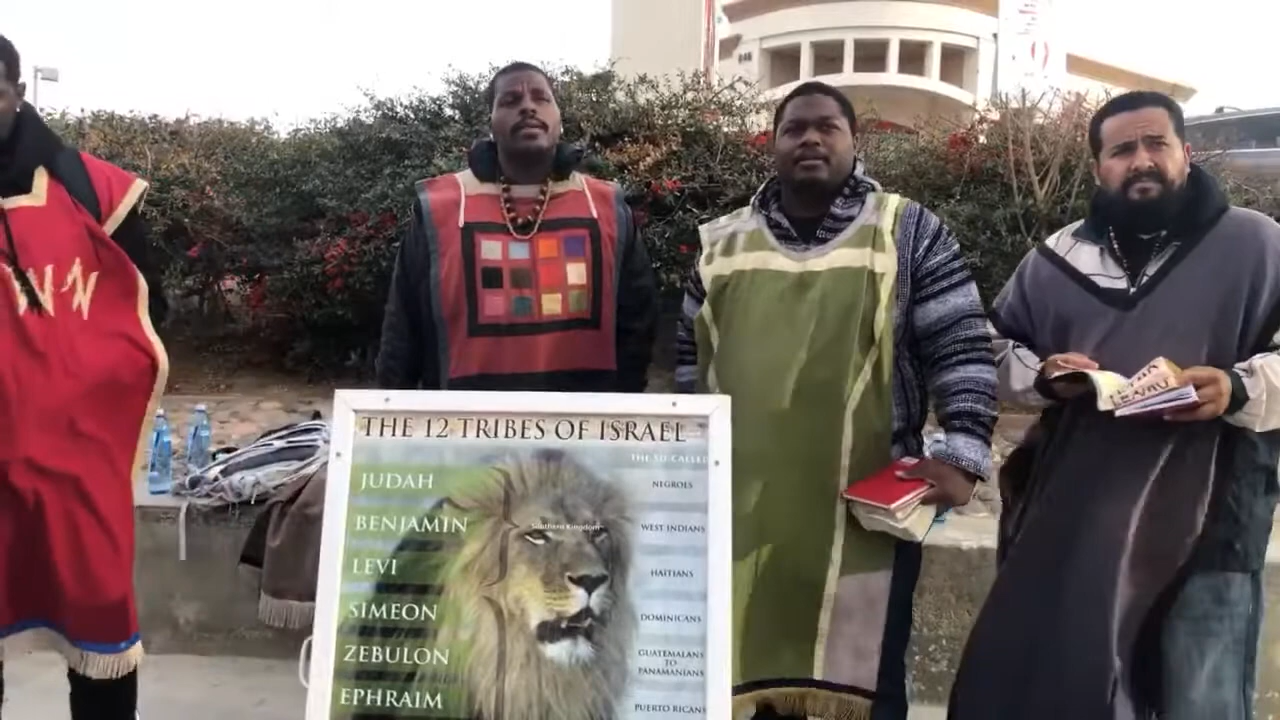 THE 12 TRIBES OF ISRAEL
THE SO CALLED
JUDAH NEGROES
Southern Kingdom
BENJAMIN WEST INDIANS
LEVI HAITIANS
SIMEON DOMINICANS
ZEBULON GUATEMALANS
TO
PANAMANIANS
EPHRAIM PUERTO RICANS